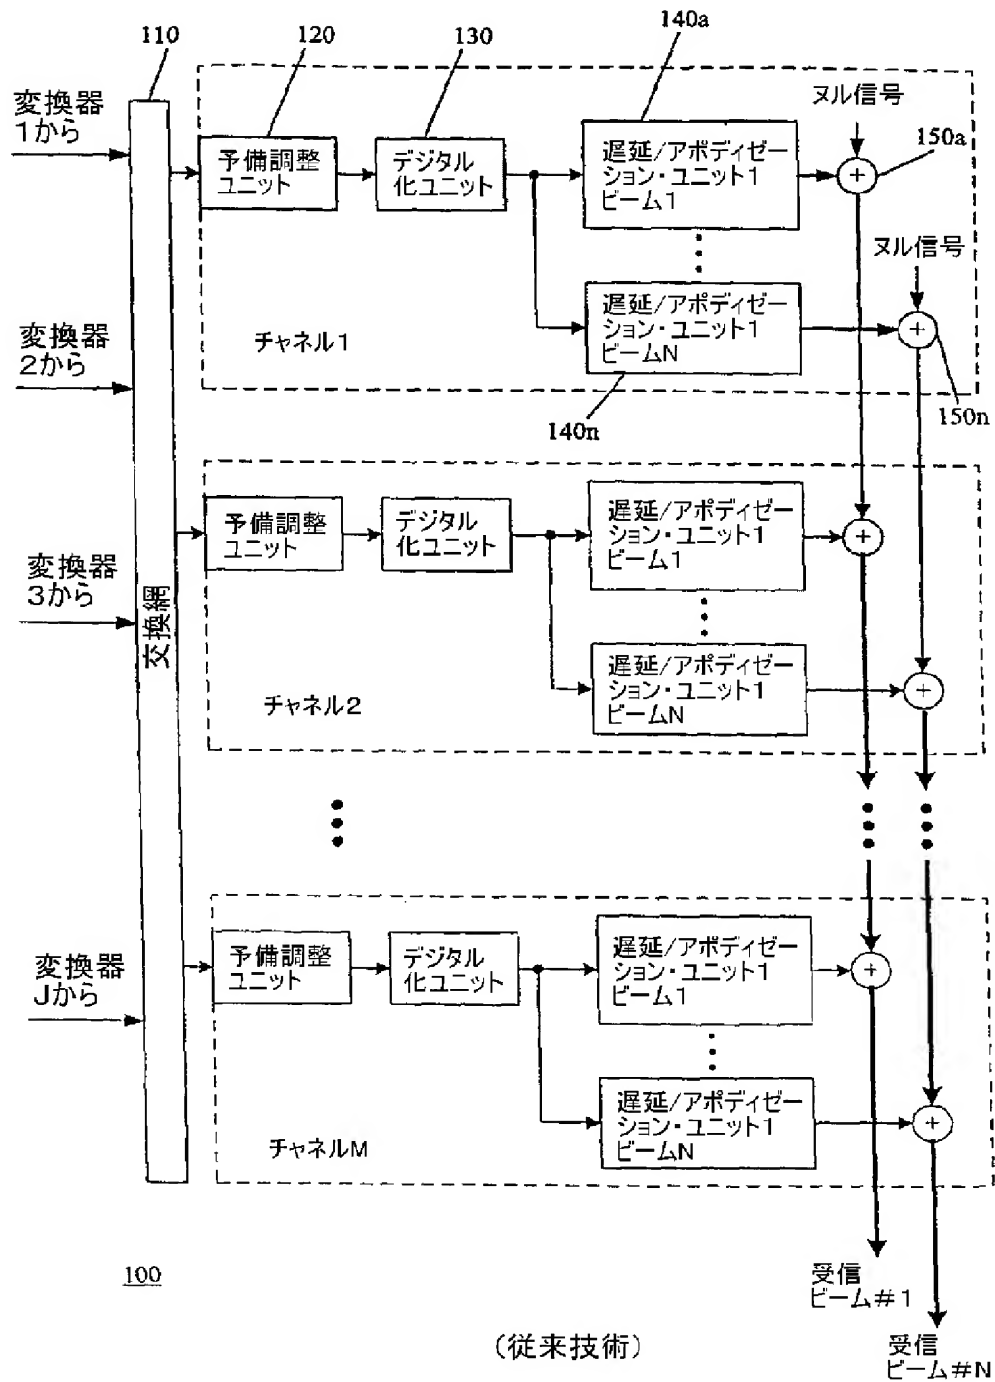 110
120
130
140a
変換器
1から
予備調整
ユニット
デジタル
化ユニット
遅延/アポディゼー
ション・ユニット1
ビーム1
ヌル信号
+
150a
ヌル信号
遅延/アポディゼー
ション・ユニット1
ビームN
+
チャネル1
140n
150n
変換器
2から
予備調整
ユニット
デジタル
化ユニット
遅延/アポディゼー
ション・ユニット1
ビーム1
+
変換器
3から
交換網
遅延/アポディゼー
ション・ユニット1
ビームN
+
チャネル2
変換器
Jから
予備調整
ユニット
デジタル
化ユニット
遅延/アポディゼー
ション・ユニット1
ビーム1
+
遅延/アポディゼー
ション・ユニット1
ビームN
+
チャネルM
100
受信
ビーム#1
受信
ビーム#N
(従来技術)